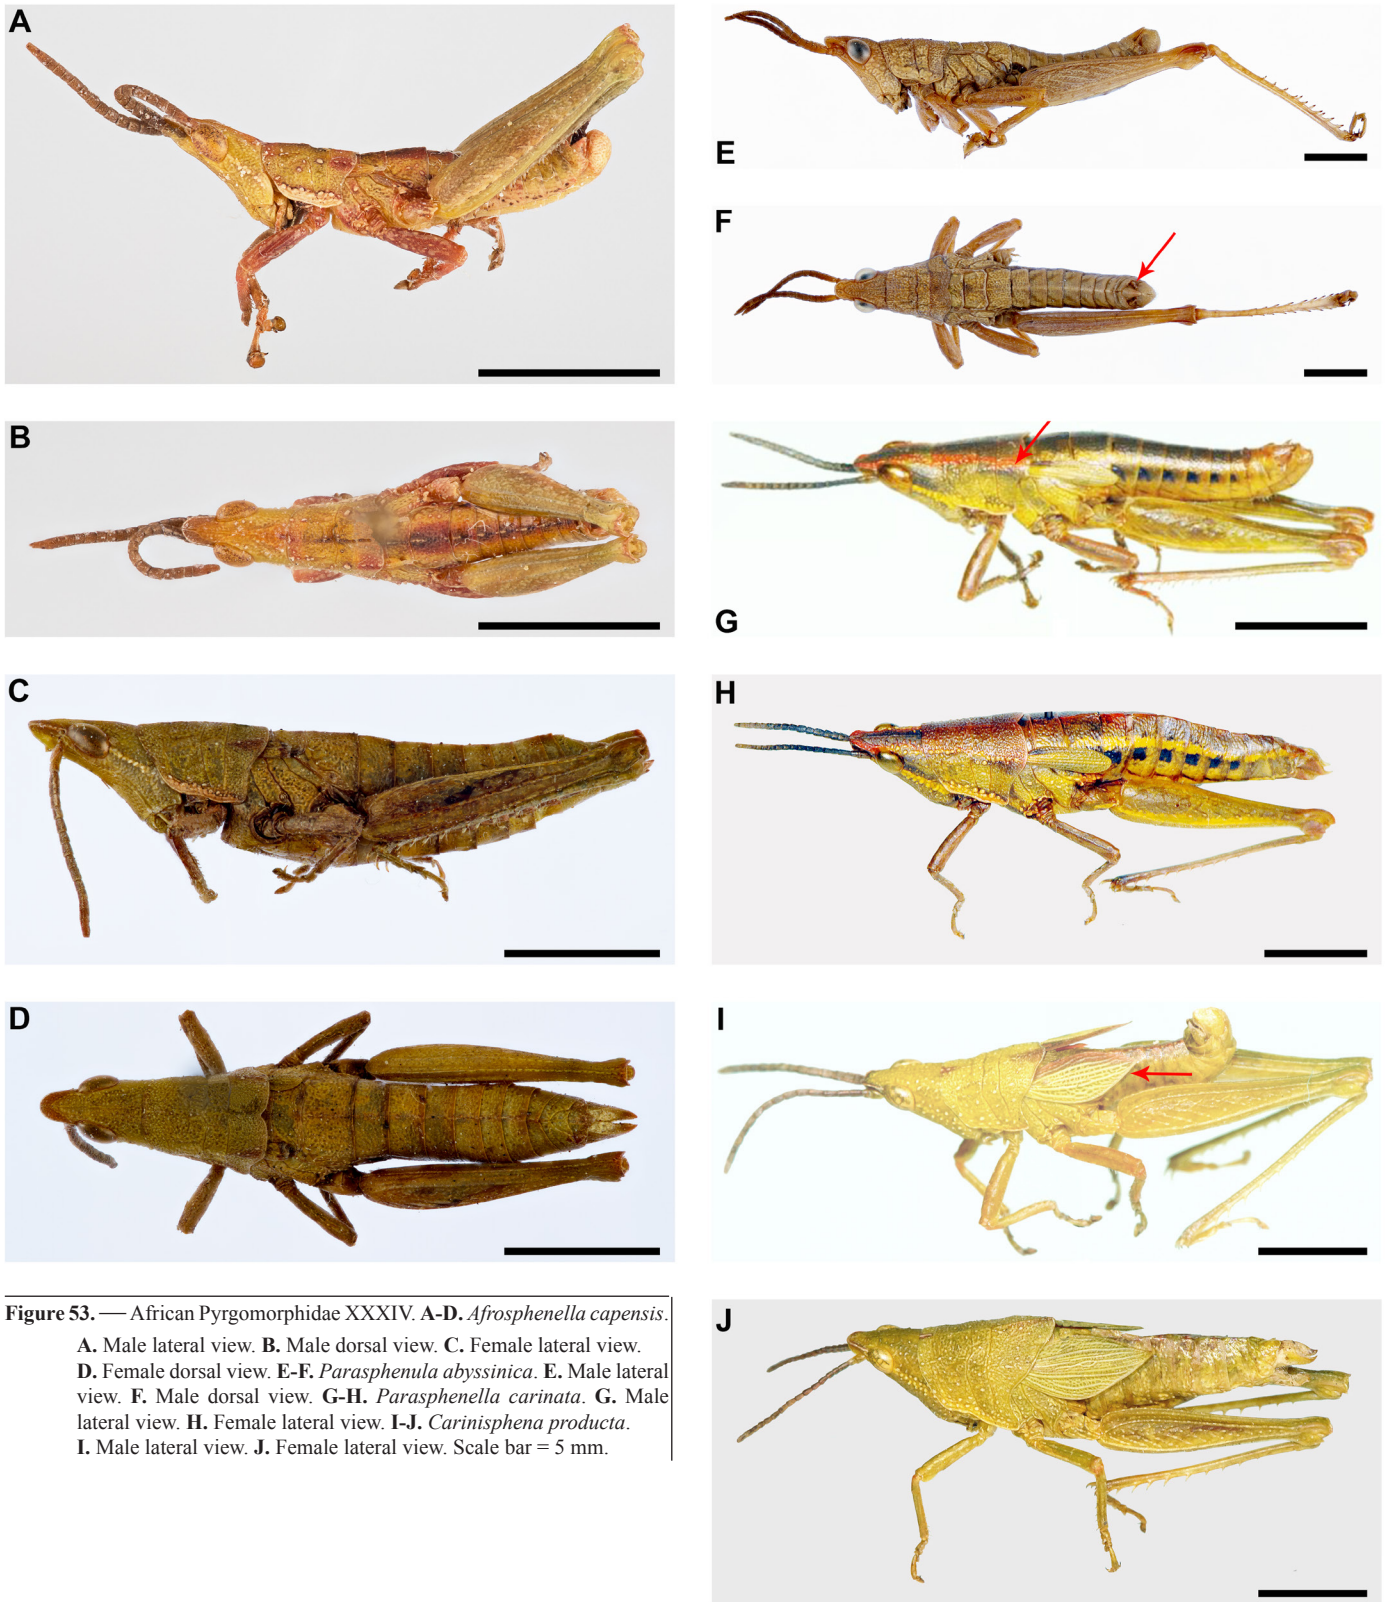 A
B
C
D
E
F
G
H
I
J
Figure 53. — African Pyrgomorphidae XXXIV. A-D. Afrosphenella capensis.
A. Male lateral view. B. Male dorsal view. C. Female lateral view.
D. Female dorsal view. E-F. Parasphenula abyssinica. E. Male lateral
view. F. Male dorsal view. G-H. Parasphenella carinata. G. Male
lateral view. H. Female lateral view. I-J. Carinisphena producta.
I. Male lateral view. J. Female lateral view. Scale bar = 5 mm.